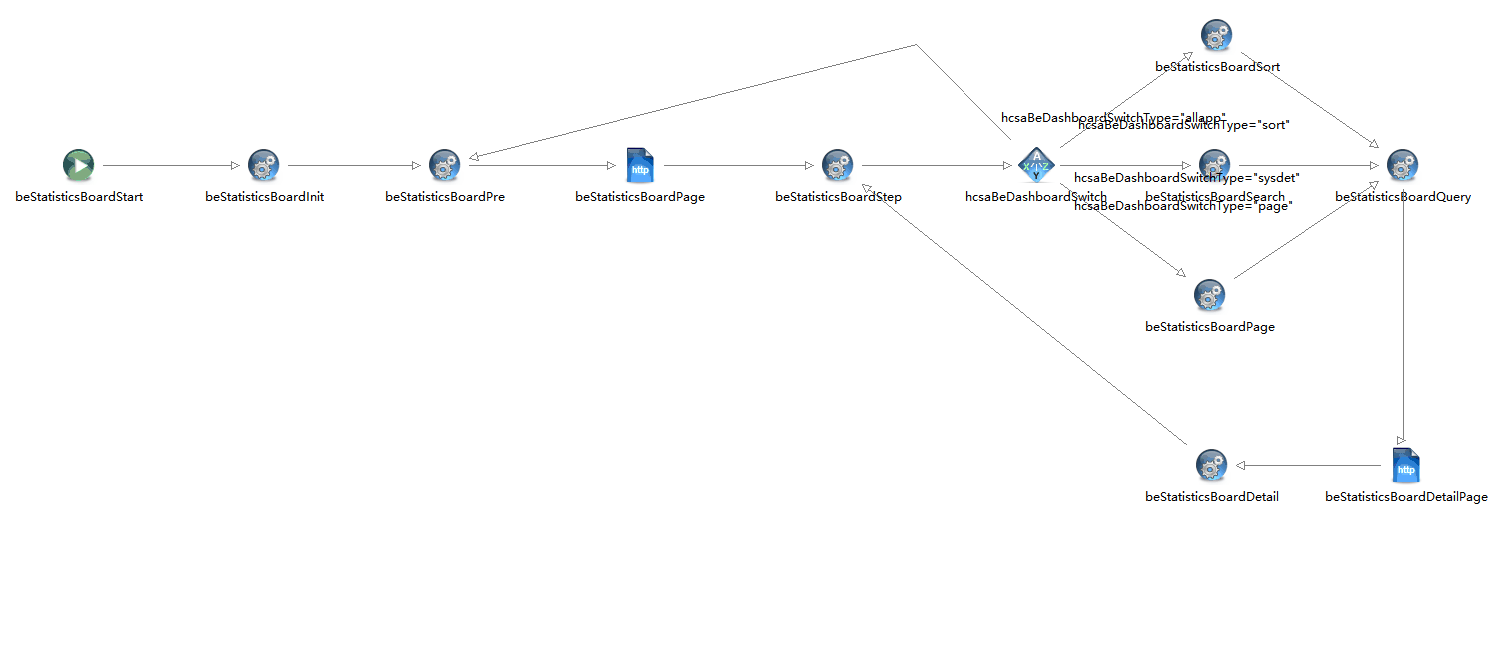 beStatisticsBoardSort
hcsaBeDashboardSwitchType="allapp"
hcsaBeDashboardSwitchType="sort"
http
A
X
Z
Y
hcsaBeDashboardSwitchType="sysdet"
beStatisticsBoardStart
beStatisticsBoardInit
beStatisticsBoardPre
beStatisticsBoardPage
beStatisticsBoardStep
hcsaBeDashboardSwitch
beStatisticsBoardSearch
beStatisticsBoardQuery
hcsaBeDashboardSwitchType="page"
beStatisticsBoardPage
http
beStatisticsBoardDetail
beStatisticsBoardDetailPage